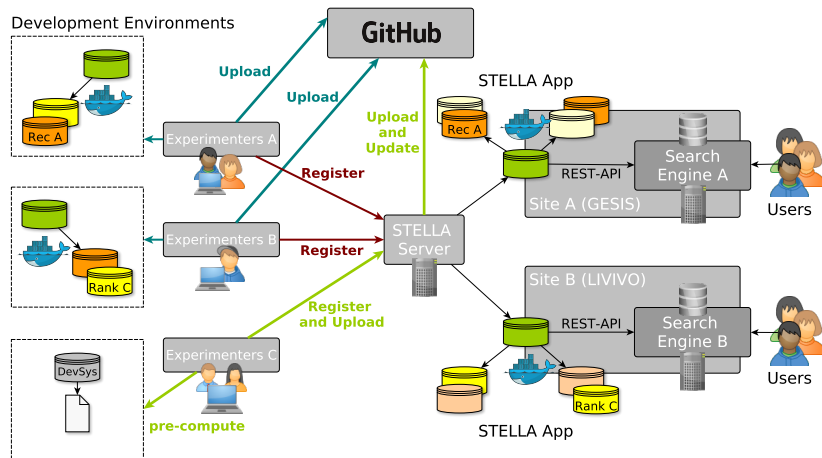 Development Environments
GitHub
Upload
Upload
Upload
and
Update
STELLA App
Rec A
Experimenters A
Rec A
Register
REST-API
Search
Engine A
Site A (GESIS)
Users
Experimenters B
Register
STELLA
Server
Rank C
Site B (LIVIVO)
Register
and Upload
REST-API
Search
Engine B
Users
Experimenters C
DevSys
pre-compute
Rank C
STELLA App